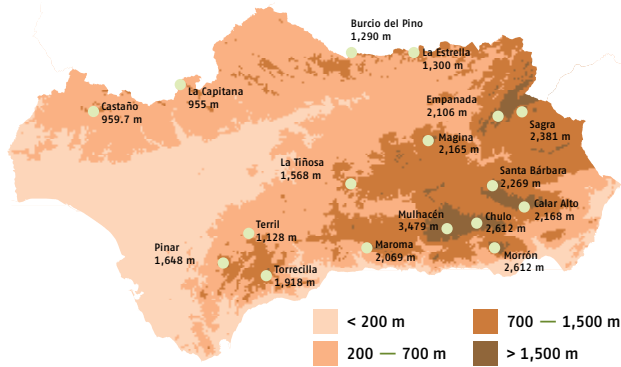 Burcio del Pino
1,290 m
La Estrella
1,300 m
La Capitana
955 m
Castaño
959.7 m
Empanada
2,106 m
Sagra
2,381 m
Magina
2,165 m
La Tiñosa
1,568 m
Santa Bárbara
2,269 m
Calar Alto
2,168 m
Mulhacén
3,479 m
Chulo
2,612 m
Terril
1,128 m
Pinar
1,648 m
Maroma
2,069 m
Morrón
2,612 m
Torrecilla
1,918 m
< 200 m
700 — 1,500 m
200 — 700 m
> 1,500 m